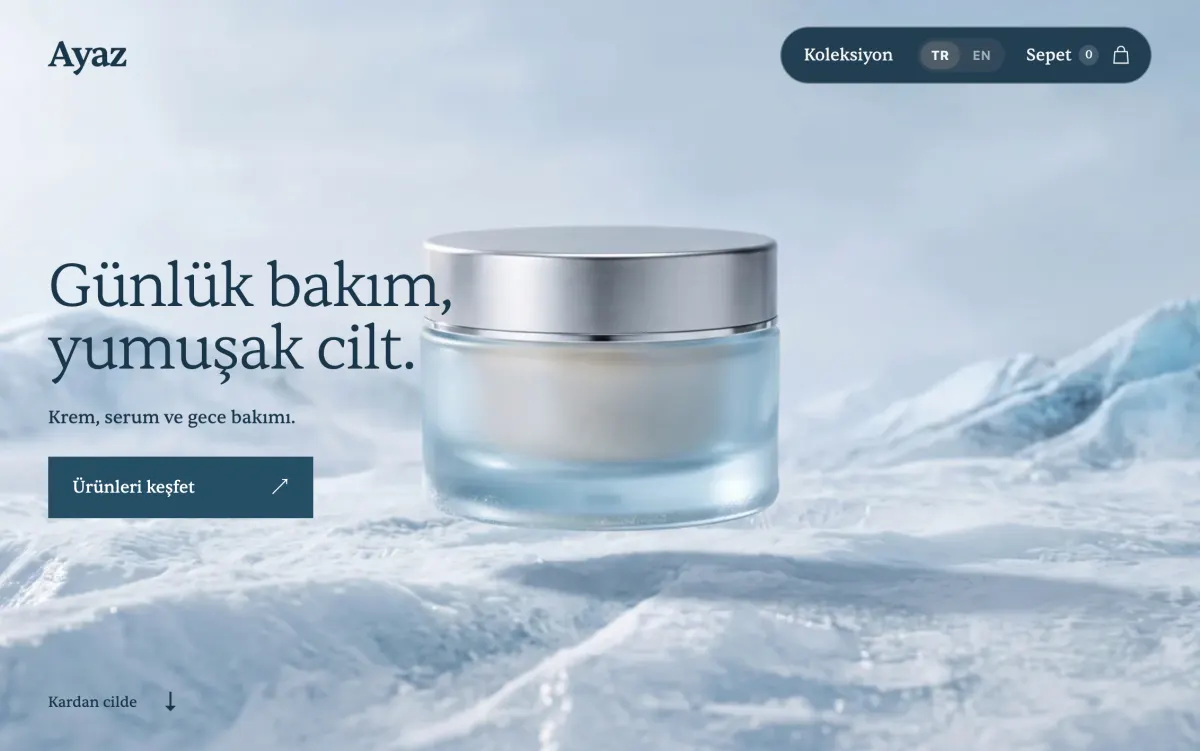 Ayaz
Koleksiyon TR EN Sepet 0
Günlük bakım,
yumuşak cilt.
Krem, serum ve gece bakımı.
Ürünleri keşfet
Kardan cilde